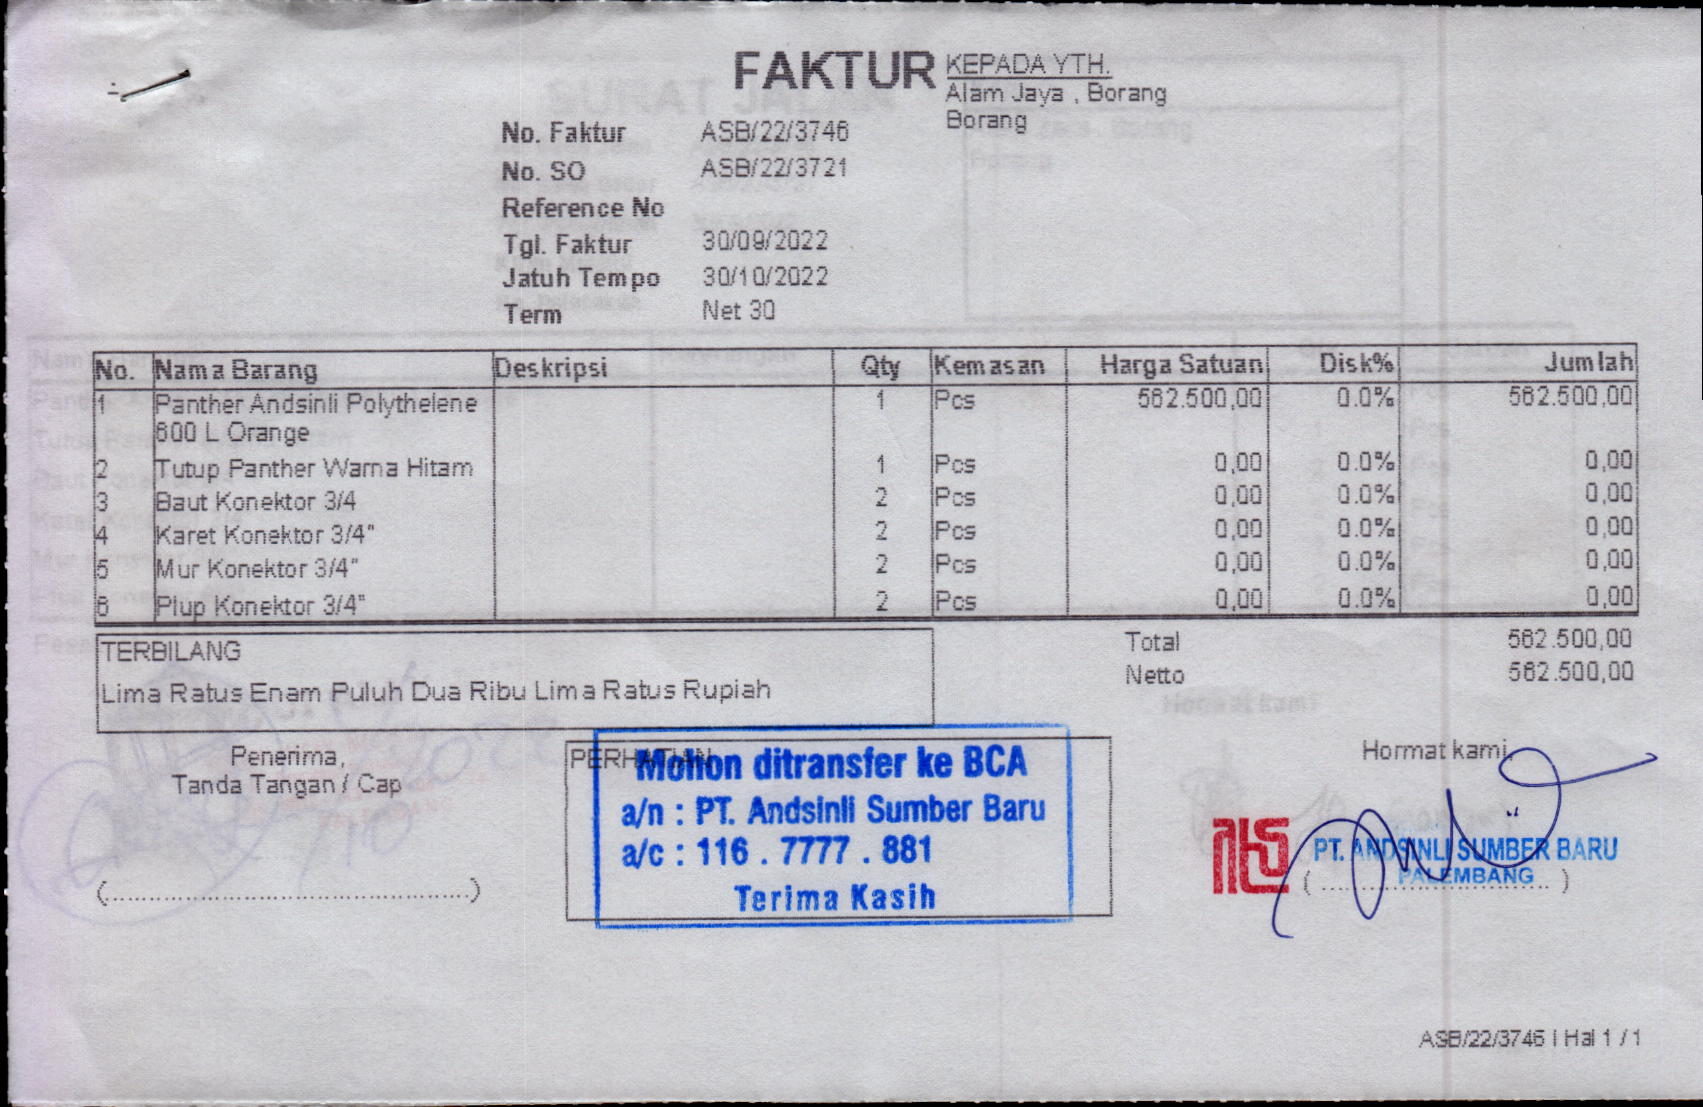 FAKTUR
KEPADA YTH.
Alam Jaya , Borang
Borang
No. Faktur ASB/22/3746
No. SO ASB/22/3721
Reference No
Tgl. Faktur 30/09/2022
Jatuh Tempo 30/10/2022
Term Net 30
No. Nama Barang Deskripsi Qty Kemasan Harga Satuan Disk% Jumlah
1 Panther Andsinli Polythelene 1 Pcs 562.500,00 0.0% 562.500,00
600 L Orange
2 Tutup Panther Warna Hitam 1 Pcs 0,00 0.0% 0,00
3 Baut Konektor 3/4 2 Pcs 0,00 0.0% 0,00
4 Karet Konektor 3/4" 2 Pcs 0,00 0.0% 0,00
5 Mur Konektor 3/4" 2 Pcs 0,00 0.0% 0,00
6 Plup Konektor 3/4" 2 Pcs 0,00 0.0% 0,00
TERBILANG
Lima Ratus Enam Puluh Dua Ribu Lima Ratus Rupiah
Total 562.500,00
Netto 562.500,00
Penerima,
Tanda Tangan / Cap
PERHATIAN
Mohon ditransfer ke BCA
a/n : PT. Andsinli Sumber Baru
a/c : 116 . 7777 . 881
Terima Kasih
Hormat kami,
PT. ANDSINLI SUMBER BARU
PALEMBANG
ASB/22/3746 | Hal 1 / 1